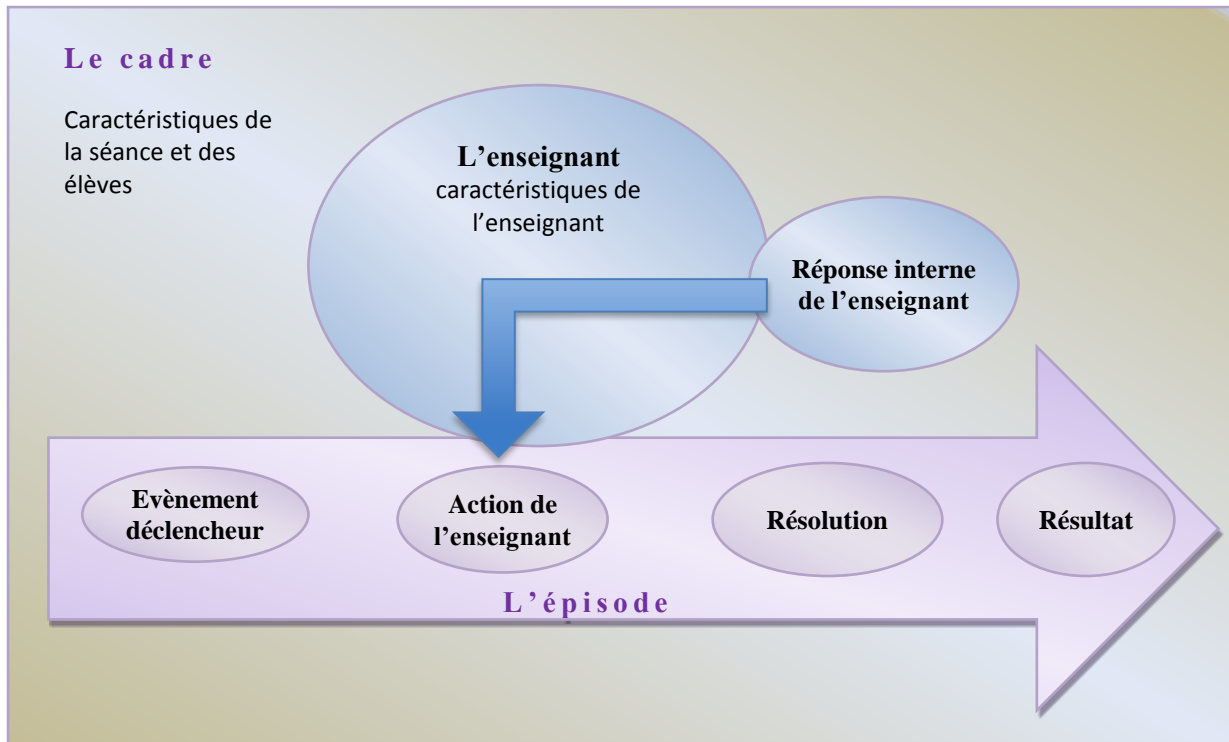 Le cadre
Caractéristiques de
la séance et des
élèves
L'enseignant
caractéristiques de
l'enseignant
Réponse interne
de l'enseignant
Evènement
déclencheur
Action de
l'enseignant
Résolution
Résultat
L'épisode